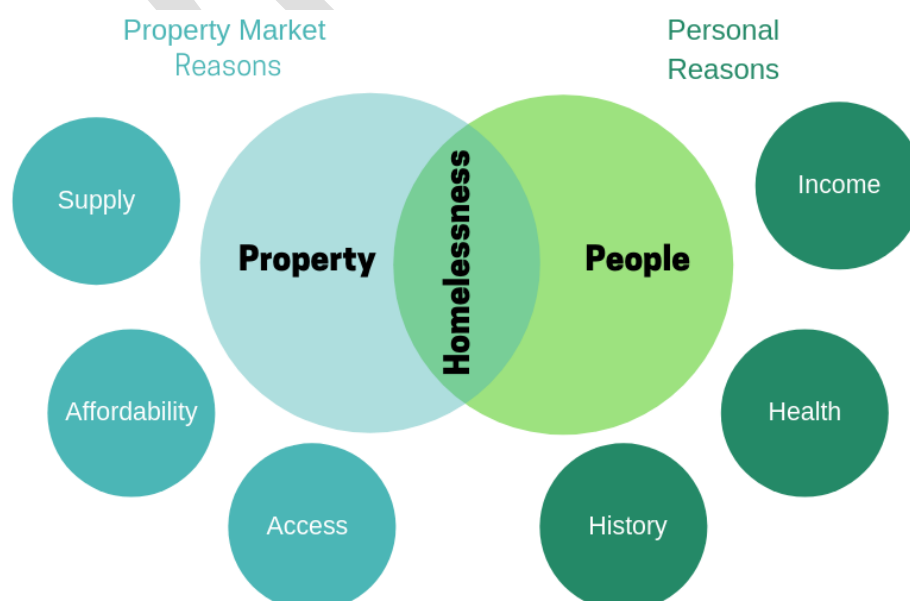 Property Market
Reasons
Personal
Reasons
Supply
Affordability
Access
Property
Homelessness
People
Income
Health
History